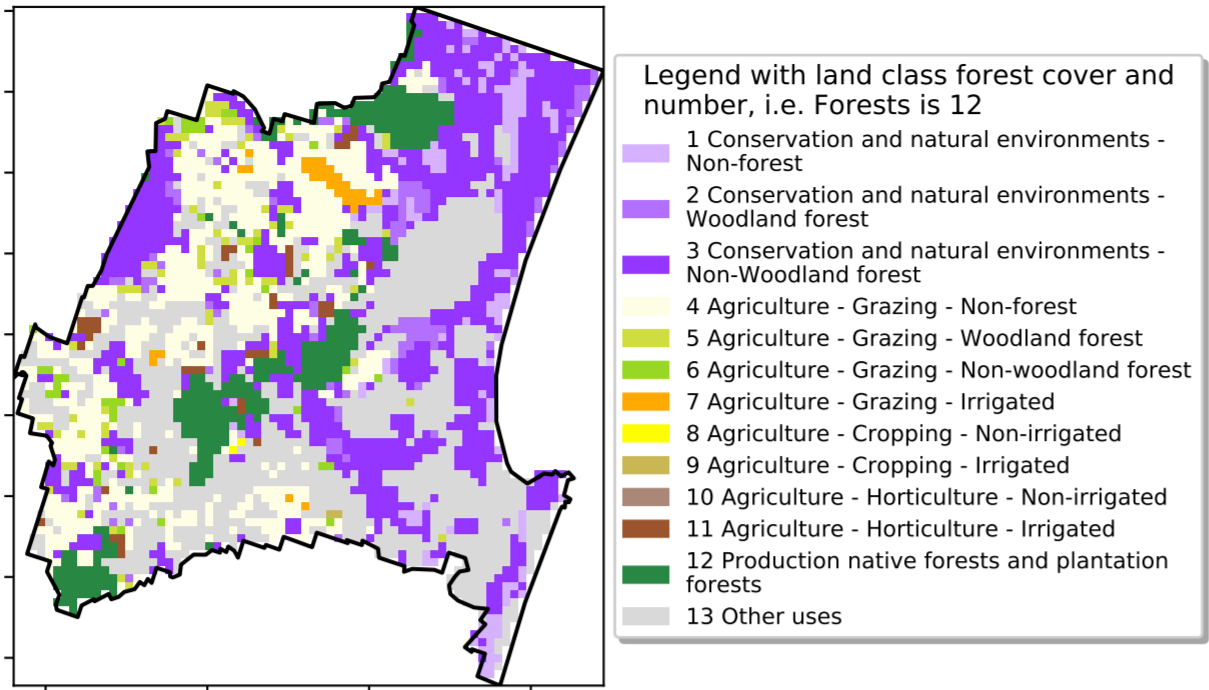 Legend with land class forest cover and
number, i.e. Forests is 12
1 Conservation and natural environments -
Non-forest
2 Conservation and natural environments -
Woodland forest
3 Conservation and natural environments -
Non-Woodland forest
4 Agriculture - Grazing - Non-forest
5 Agriculture - Grazing - Woodland forest
6 Agriculture - Grazing - Non-woodland forest
7 Agriculture - Grazing - Irrigated
8 Agriculture - Cropping - Non-irrigated
9 Agriculture - Cropping - Irrigated
10 Agriculture - Horticulture - Non-irrigated
11 Agriculture - Horticulture - Irrigated
12 Production native forests and plantation
forests
13 Other uses